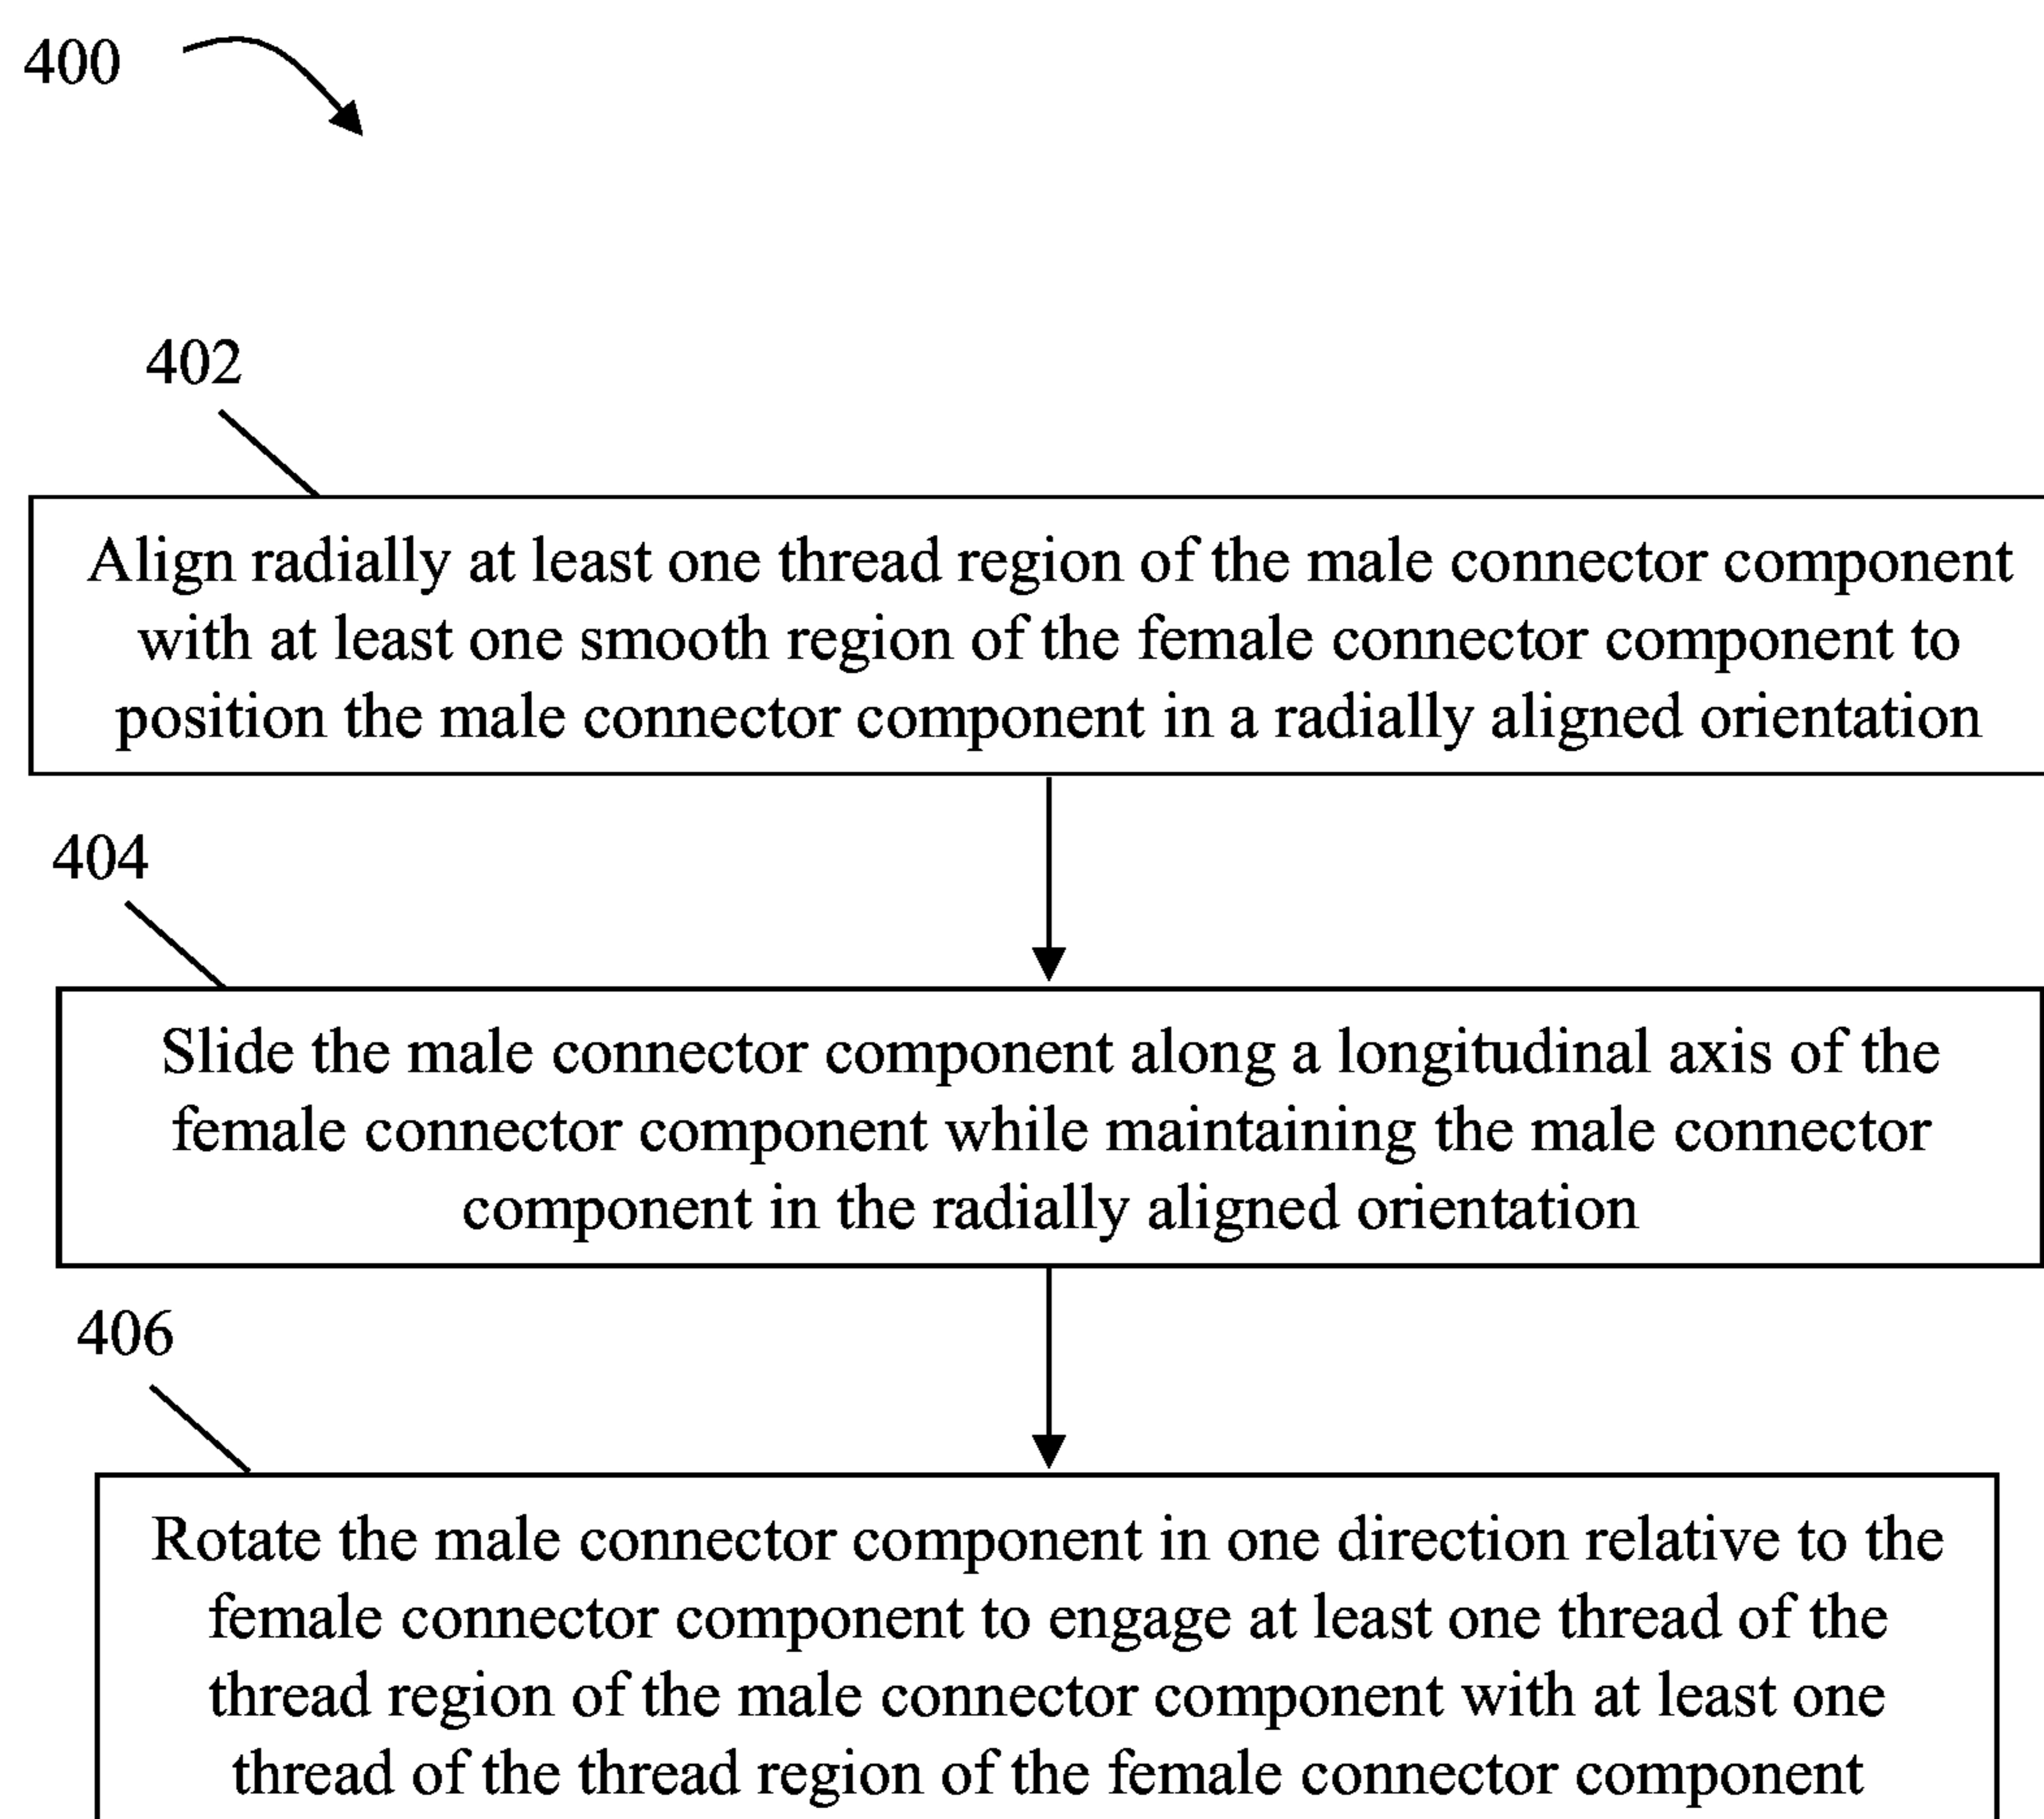 400
402
Align radially at least one thread region of the male connector component
with at least one smooth region of the female connector component to
position the male connector component in a radially aligned orientation
404
Slide the male connector component along a longitudinal axis of the
female connector component while maintaining the male connector
component in the radially aligned orientation
406
Rotate the male connector component in one direction relative to the
female connector component to engage at least one thread of the
thread region of the male connector component with at least one
thread of the thread region of the female connector component